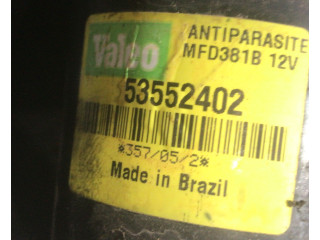 Valeo
ANTIPARASITE
MFD381B 12V
53552402
*357/05/2*
Made in Brazil